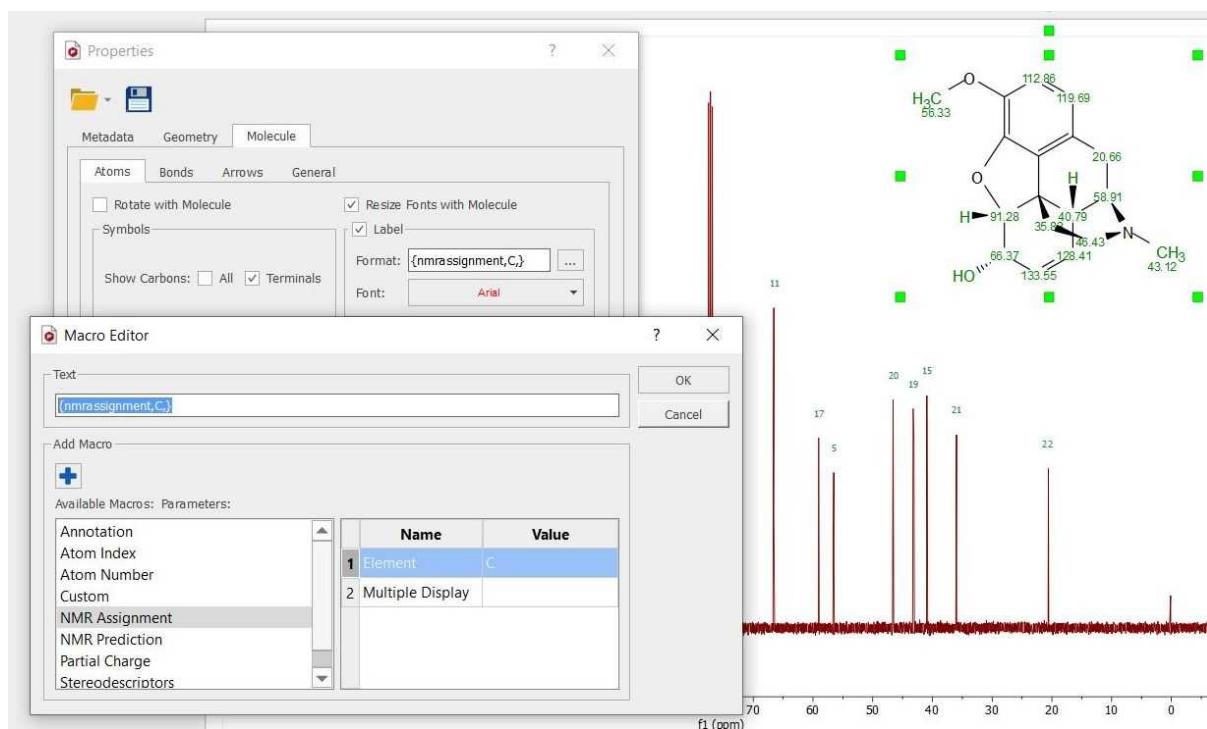 Properties
?
Metadata Geometry Molecule
Atoms Bonds Arrows General
Rotate with Molecule
Resize Fonts with Molecule
Symbols
Label
Format: {nmrassignment,C,} ...
Show Carbons: All Terminals
Font: Arial
Macro Editor
?
Text
{nmrassignment,C,}
OK
Cancel
Add Macro
Available Macros: Parameters:
Annotation
Atom Index
Atom Number
Custom
NMR Assignment
NMR Prediction
Partial Charge
Stereodescriptors
Name Value
1 Element C
2 Multiple Display
O
112.86
H3C
56.33
119.69
20.66
O
H
58.91
H
91.28
40.79
46.43
N
66.37
128.41
CH3
43.12
HO
133.55
11
20
19
15
17
5
21
22
70 60 50 40 30 20 10 0
f1 (ppm)